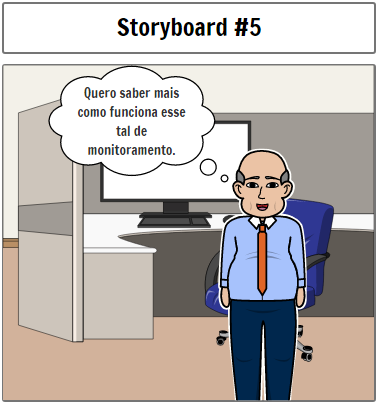 Storyboard #5
Quero saber mais
como funciona esse
tal de
monitoramento.